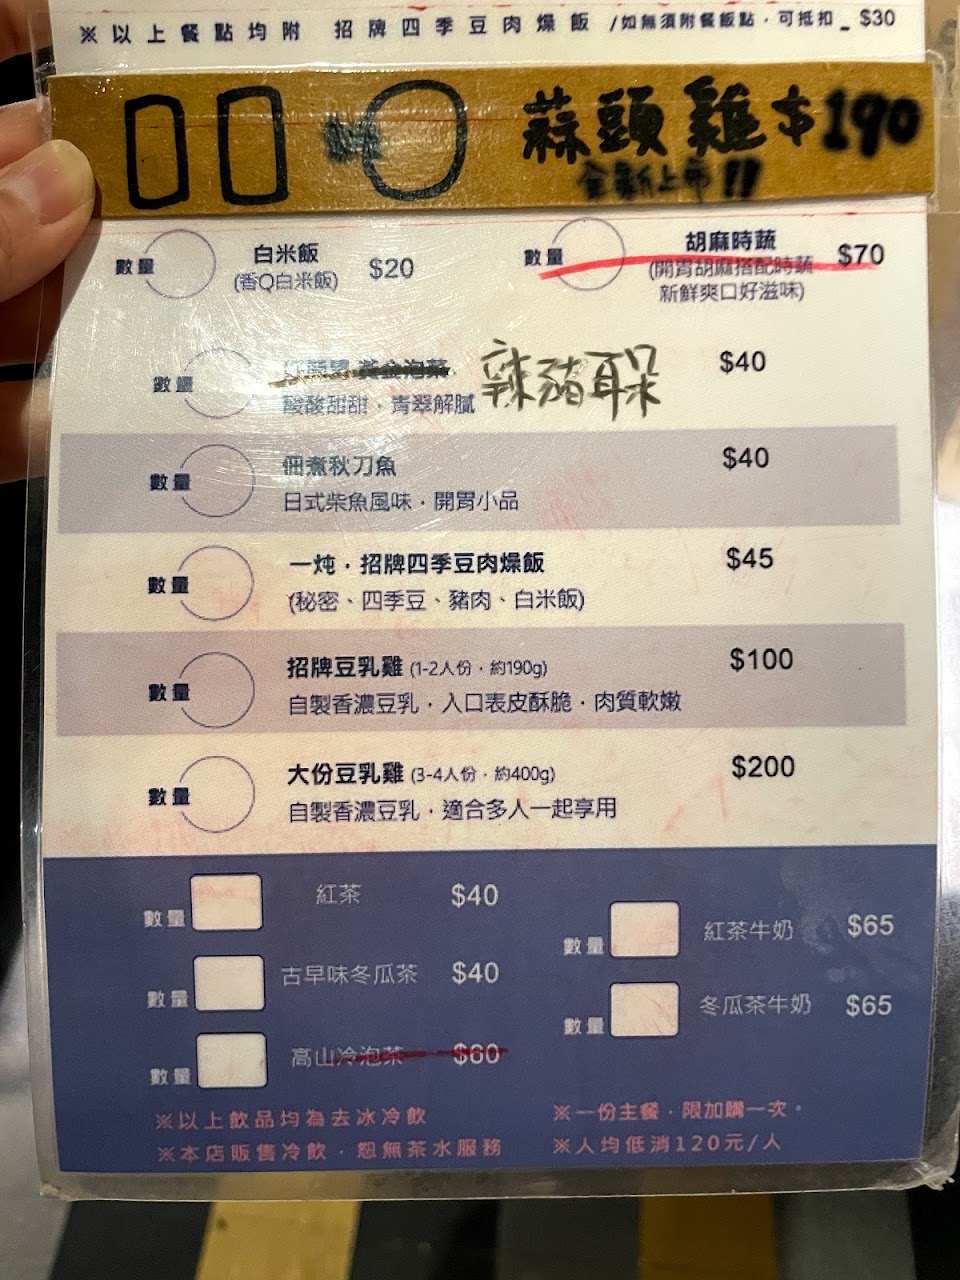 ※以上餐點均附 招牌四季豆肉燥飯 /如無須附餐飯點，可抵扣_ $30
蒜頭雞本190
全新上市!!
數量 白米飯 $20
(香Q白米飯)
數量 胡麻時蔬 $70
(開胃胡麻搭配時蔬
新鮮爽口好滋味)
數量 黃金泡菜 辣豬耳朵 $40
酸酸甜甜．青翠解膩
數量 佃煮秋刀魚 $40
日式柴魚風味．開胃小品
數量 一炖．招牌四季豆肉燥飯 $45
(秘密、四季豆、豬肉、白米飯)
數量 招牌豆乳雞 (1-2人份．約190g) $100
自製香濃豆乳．入口表皮酥脆．肉質軟嫩
數量 大份豆乳雞 (3-4人份．約400g) $200
自製香濃豆乳．適合多人一起享用
數量 紅茶 $40
數量 古早味冬瓜茶 $40
數量 高山冷泡茶 $60
數量 紅茶牛奶 $65
數量 冬瓜茶牛奶 $65
※以上飲品均為去冰冷飲
※本店販售冷飲，恕無茶水服務
※一份主餐．限加購一次。
※人均低消120元/人